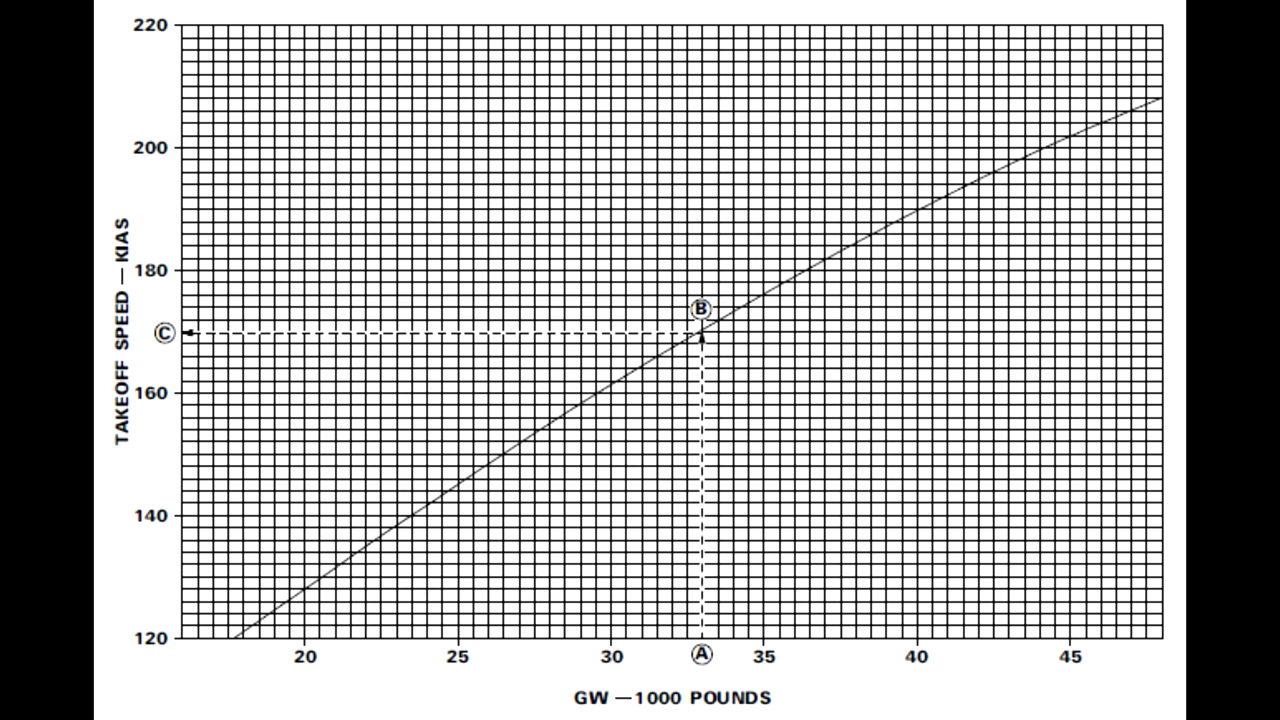 220
200
TAKEOFF SPEED — KIAS
180
B
C
160
140
120
20 25 30 A 35 40 45
GW — 1000 POUNDS